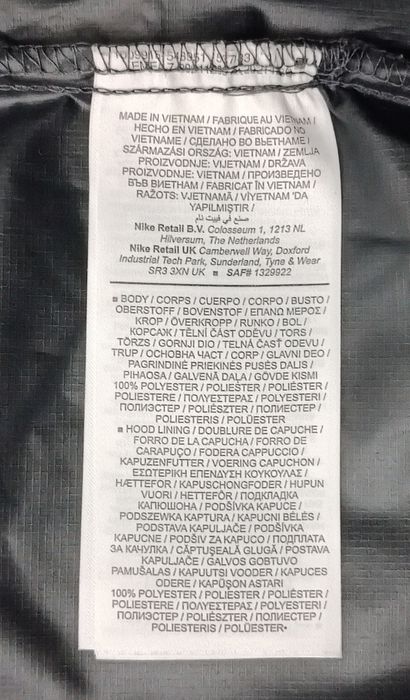 MADE IN VIETNAM / FABRIQUE AU VIETNAM /
HECHO EN VIETNAM / FABRICADO NO
VIETNAME / СДЕЛАНО ВО ВЬЕТНАМЕ /
SZÁRMAZÁSI ORSZÁG: VIETNAM / ZEMLJA
PROIZVODNJE: VIJETNAM / DRŽAVA
PROIZVODNJE: VIETNAM / ПРОИЗВЕДЕНО
ВЪВ ВИЕТНАМ / FABRICAT ÎN VIETNAM /
RAŽOTS: VJETNAMĀ / VİYETNAM 'DA
YAPILMIŞTIR /
صنع في فييت نام
Nike Retail B.V. Colosseum 1, 1213 NL
Hilversum, The Netherlands
Nike Retail UK Camberwell Way, Doxford
Industrial Tech Park, Sunderland, Tyne & Wear
SR3 3XN UK ■ SAF# 1329922
■ BODY / CORPS / CUERPO / CORPO / BUSTO /
OBERSTOFF / BOVENSTOF / ΕΠΑΝΩ ΜΕΡΟΣ /
KROP / ÖVERKROPP / RUNKO / BOL /
КОРСАЖ / TĚLNÍ ČÁST ODĚVU / TORS /
TÖRZS / GORNJI DIO / TELNÁ ČASŤ ODEVU /
TRUP / ОСНОВНА ЧАСТ / CORP / GLAVNI DEO /
PAGRINDINĖ PRIEKINĖS PUSĖS DALIS /
PIHAOSA / GALVENĀ DAĻA / GÖVDE KISMI
100% POLYESTER / POLYESTER / POLIÉSTER /
POLIESTERE / ΠΟΛΥΕΣΤΕΡΑΣ / POLYESTERI /
ПОЛИЭСТЕР / POLIÉSZTER / ПОЛИЕСТЕР /
POLIESTERIS / POLÜESTER
■ HOOD LINING / DOUBLURE DE CAPUCHE /
FORRO DE LA CAPUCHA / FORRO DE
CARAPUÇO / FODERA CAPPUCCIO /
KAPUZENFUTTER / VOERING CAPUCHON /
ΕΣΩΤΕΡΙΚΗ ΕΠΕΝΔΥΣΗ ΚΟΥΚΟΥΛΑΣ /
HÆTTEFOR / KAPUSCHONGFODER / HUPUN
VUORI / HETTEFÔR / ПОДКЛАДКА
КАПЮШОНА / PODŠÍVKA KAPUCE /
PODSZEWKA KAPTURA / KAPUCNI BÉLÉS /
PODSTAVA KAPULJAČE / PODŠÍVKA
KAPUCNE / PODŠIV ZA KAPUCO / ПОДПЛАТА
ЗА КАЧУЛКА / CĂPTUŞEALĂ GLUGĂ / POSTAVA
KAPULJAČE / GALVOS GOBTUVO
PAMUŠALAS / KAPUUTSI VOODER / KAPUCES
ODERE / KAPÜŞON ASTARI
100% POLYESTER / POLYESTER / POLIÉSTER /
POLIESTERE / ΠΟΛΥΕΣΤΕΡΑΣ / POLYESTERI /
ПОЛИЭСТЕР / POLIÉSZTER / ПОЛИЕСТЕР /
POLIESTERIS / POLÜESTER•